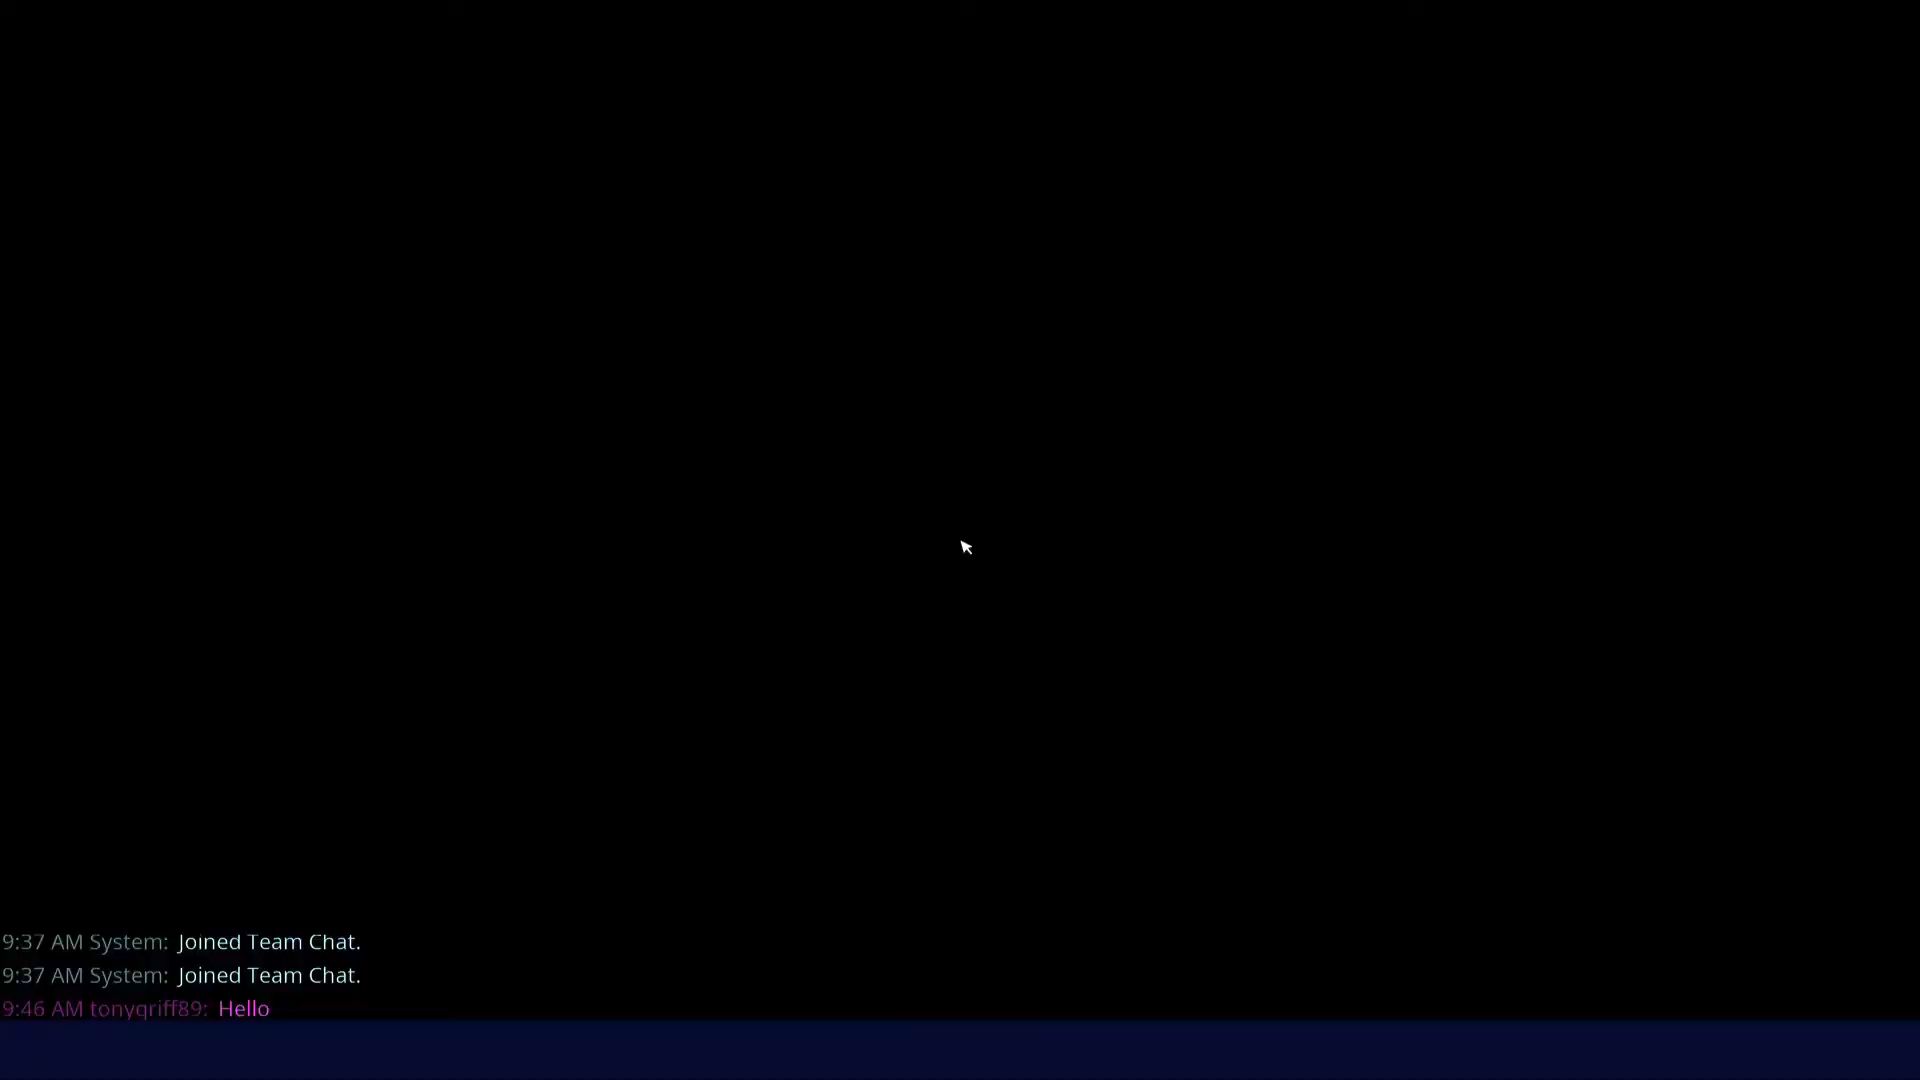 9:37 AM System: Joined Team Chat.
9:37 AM System: Joined Team Chat.
9:46 AM tonygriff89: Hello